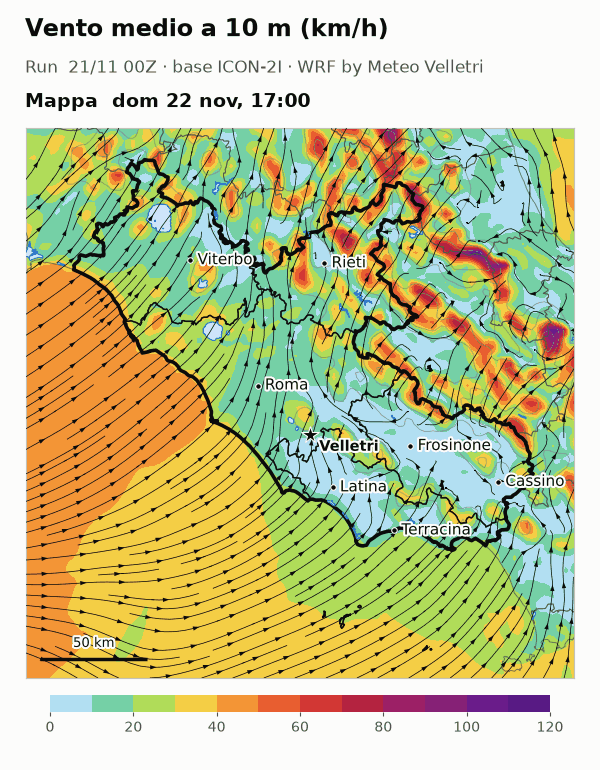 Vento medio a 10 m (km/h)
Run 21/11 00Z · base ICON-2I · WRF by Meteo Velletri
Mappa dom 22 nov, 17:00
Viterbo
Rieti
Roma
Velletri
Frosinone
Cassino
Latina
Terracina
50 km
0 20 40 60 80 100 120